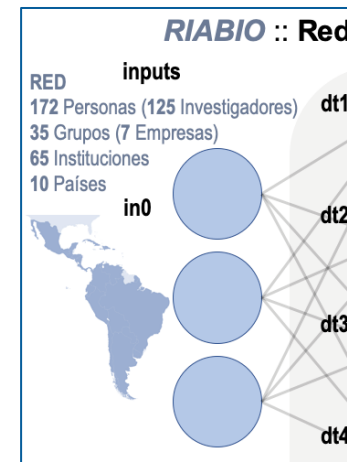 RIABIO :: Red
inputs
RED
172 Personas (125 Investigadores)
35 Grupos (7 Empresas)
65 Instituciones
10 Países
in0
dt1
dt2
dt3
dt4